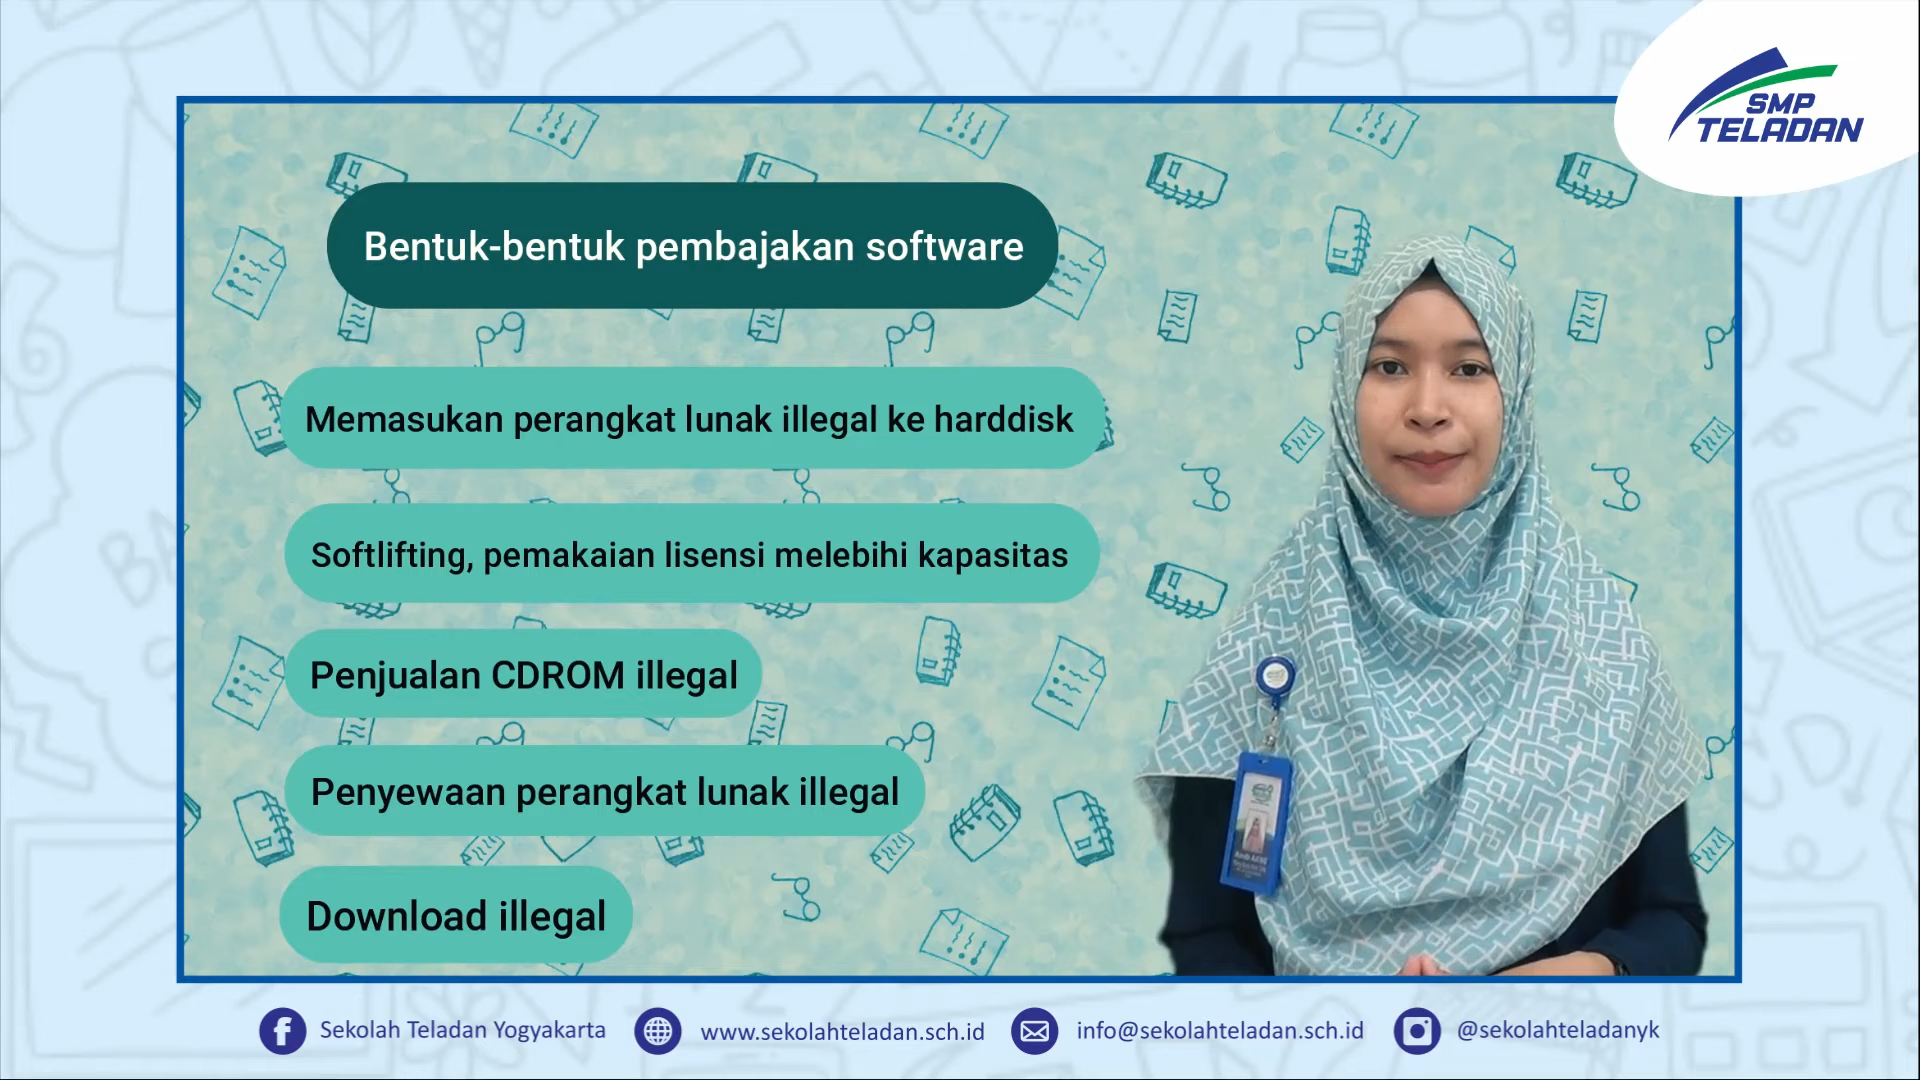 SMP
TELADAN
Bentuk-bentuk pembajakan software
Memasukan perangkat lunak illegal ke harddisk
Softlifting, pemakaian lisensi melebihi kapasitas
Penjualan CDROM illegal
Penyewaan perangkat lunak illegal
Download illegal
Sekolah Teladan Yogyakarta
www.sekolahteladan.sch.id
info@sekolahteladan.sch.id
@sekolahteladanyk